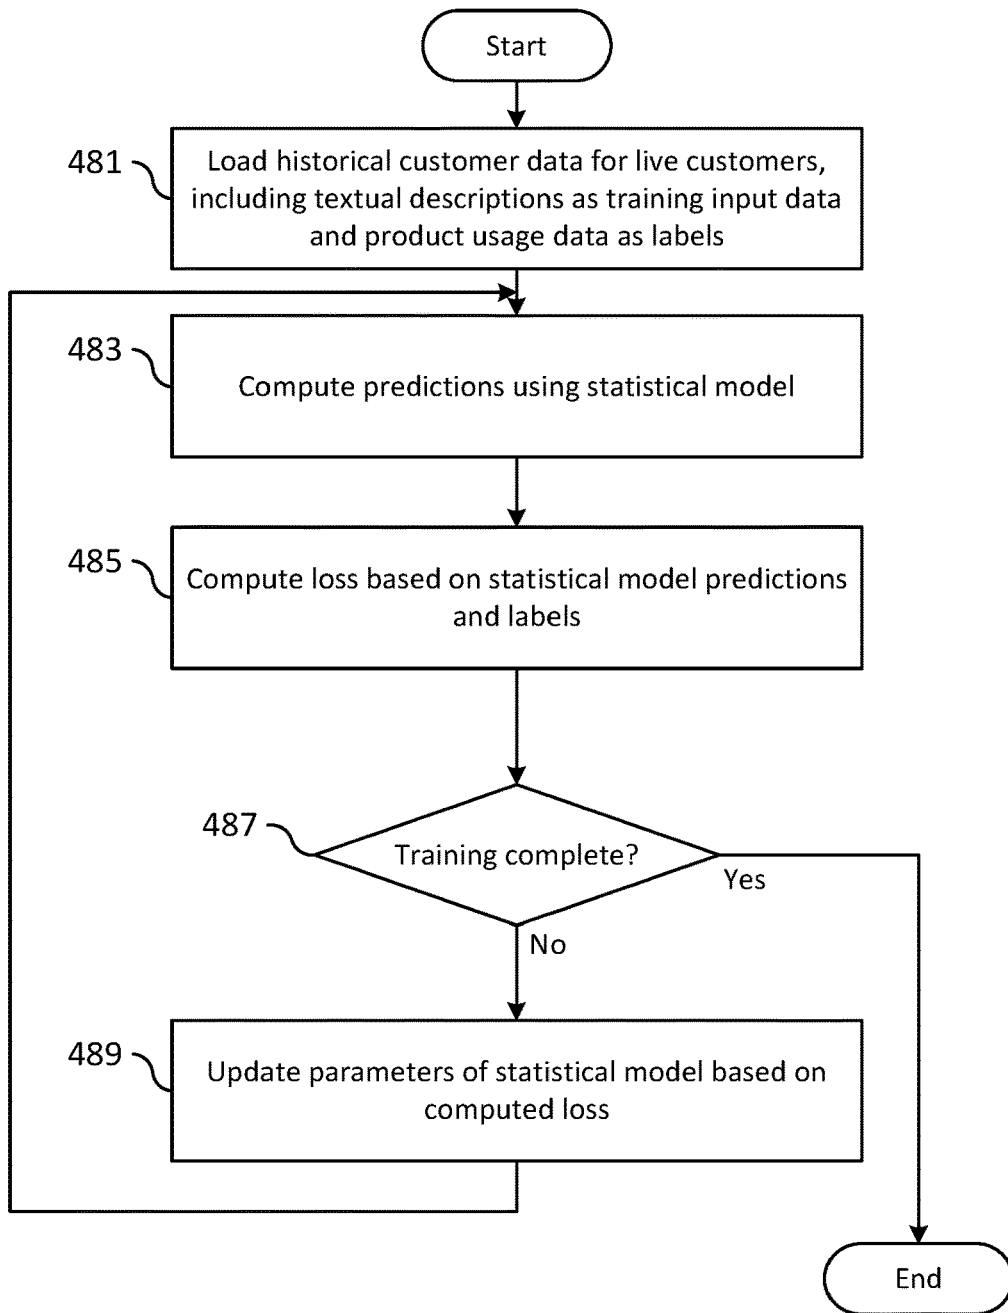 Start
481
Load historical customer data for live customers,
including textual descriptions as training input data
and product usage data as labels
483
Compute predictions using statistical model
485
Compute loss based on statistical model predictions
and labels
487
Training complete?
Yes
No
489
Update parameters of statistical model based on
computed loss
End